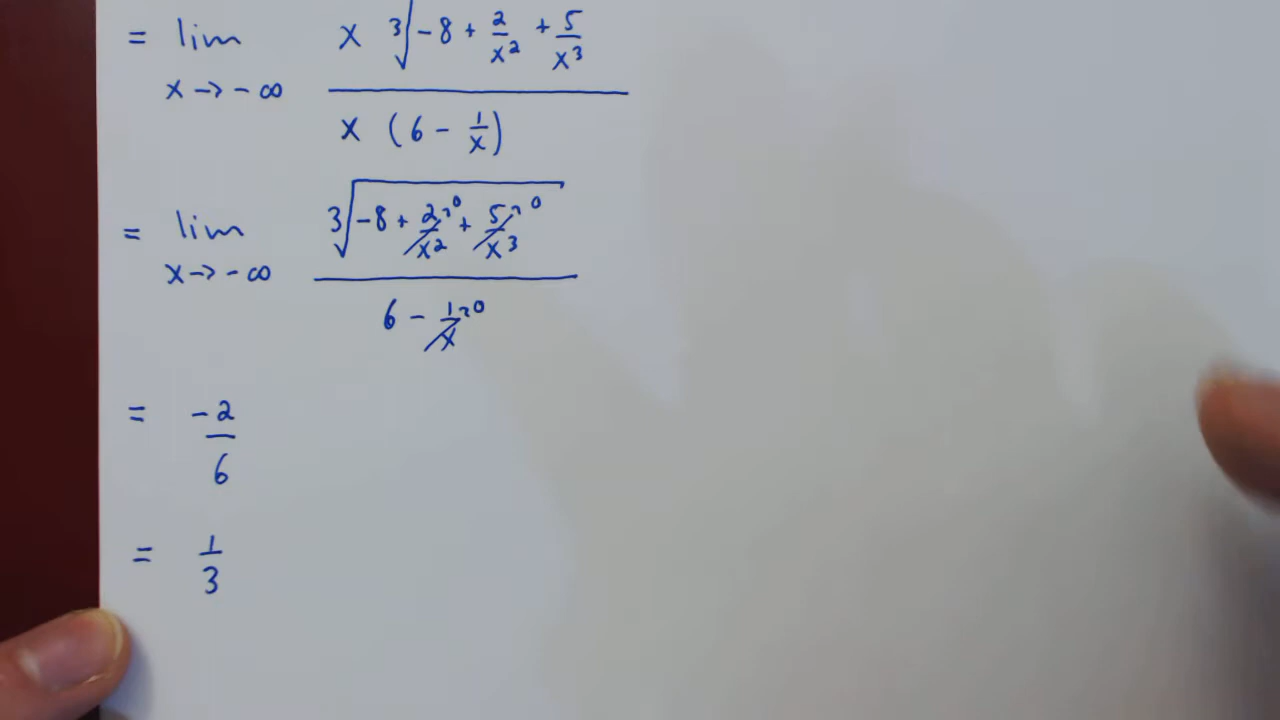 = lim x → -∞ x ∛(-8 + 2/x² + 5/x³) / x (6 - 1/x)
= lim x → -∞ ∛(-8 + 2/x² → 0 + 5/x³ → 0) / 6 - 1/x → 0
= -2/6
= 1/3